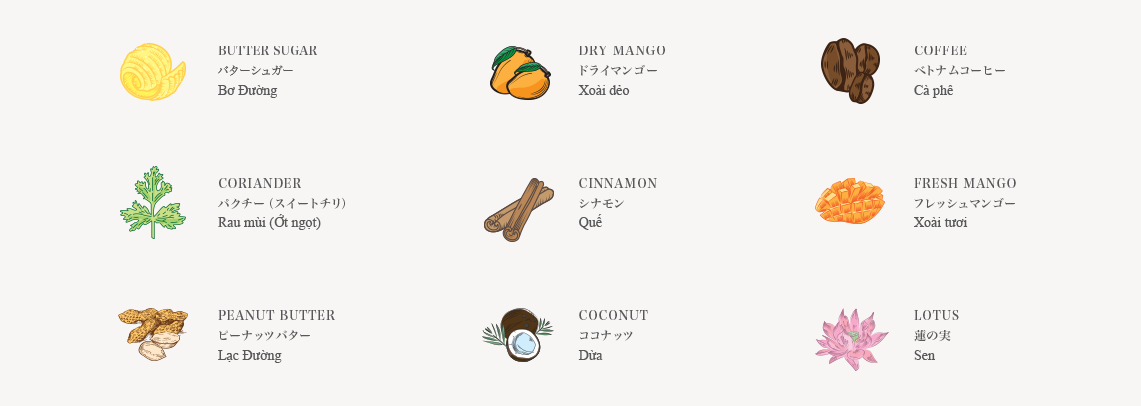 BUTTER SUGAR
バターシュガー
Bơ Đường
DRY MANGO
ドライマンゴー
Xoài dẻo
COFFEE
ベトナムコーヒー
Cà phê
CORIANDER
パクチー（スイートチリ）
Rau mùi (Ớt ngọt)
CINNAMON
シナモン
Quế
FRESH MANGO
フレッシュマンゴー
Xoài tươi
PEANUT BUTTER
ピーナッツバター
Lạc Đường
COCONUT
ココナッツ
Dừa
LOTUS
蓮の実
Sen